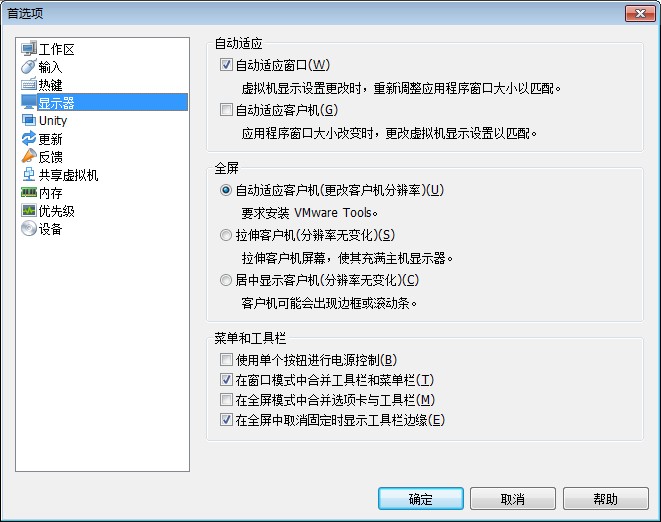 首选项
工作区
输入
热键
显示器
Unity
更新
反馈
共享虚拟机
内存
优先级
设备
自动适应
自动适应窗口(W)
虚拟机显示设置更改时，重新调整应用程序窗口大小以匹配。
自动适应客户机(G)
应用程序窗口大小改变时，更改虚拟机显示设置以匹配。
全屏
自动适应客户机(更改客户机分辨率)(U)
要求安装 VMware Tools。
拉伸客户机(分辨率无变化)(S)
拉伸客户机屏幕，使其充满主机显示器。
居中显示客户机(分辨率无变化)(C)
客户机可能会出现边框或滚动条。
菜单和工具栏
使用单个按钮进行电源控制(B)
在窗口模式中合并工具栏和菜单栏(T)
在全屏模式中合并选项卡与工具栏(M)
在全屏中取消固定时显示工具栏边缘(E)
确定
取消
帮助